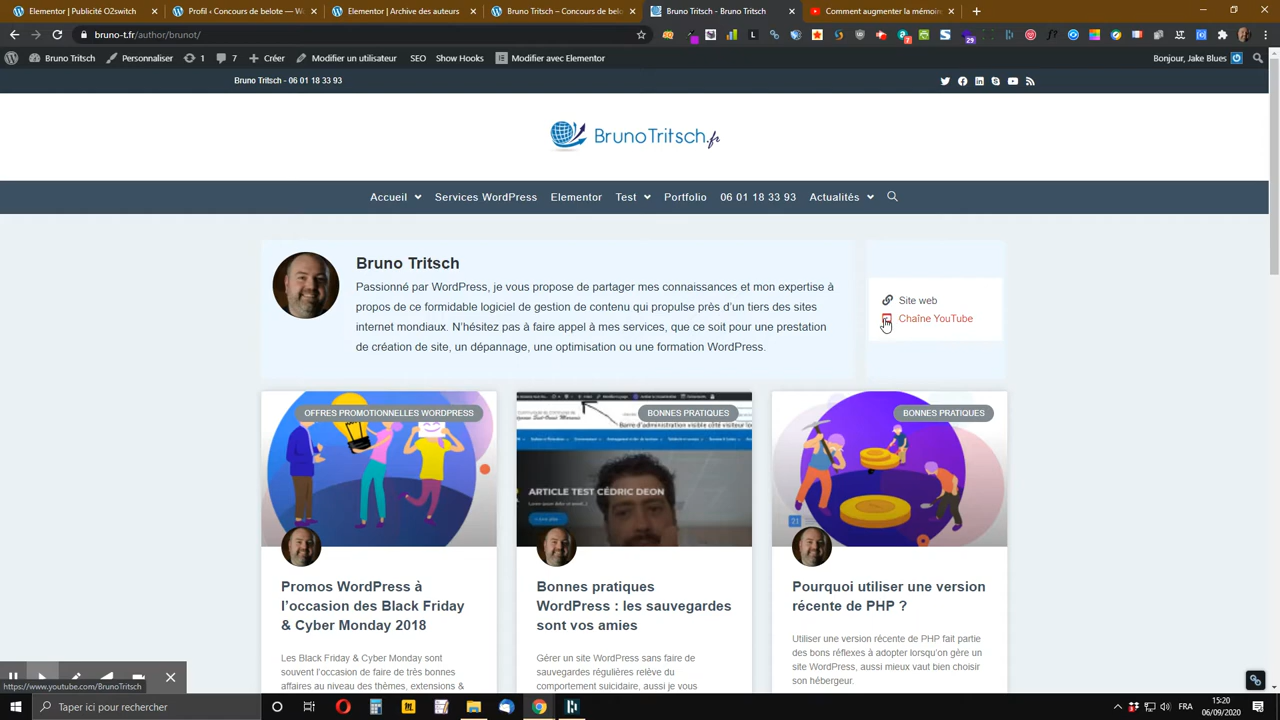 Elementor | Publicité O2switch
Profil ‹ Concours de belote — W
Elementor | Archive des auteurs
Bruno Tritsch – Concours de bel
Bruno Tritsch - Bruno Tritsch
Comment augmenter la mémoire
bruno-t.fr/author/brunot/
Bruno Tritsch
Personnaliser
1
7
Créer
Modifier un utilisateur
SEO
Show Hooks
Modifier avec Elementor
Bonjour, Jake Blues
Bruno Tritsch - 06 01 18 33 93
BrunoTritsch.fr
Accueil
Services WordPress
Elementor
Test
Portfolio
06 01 18 33 93
Actualités
Bruno Tritsch
Passionné par WordPress, je vous propose de partager mes connaissances et mon expertise à
propos de ce formidable logiciel de gestion de contenu qui propulse près d’un tiers des sites
internet mondiaux. N’hésitez pas à faire appel à mes services, que ce soit pour une prestation
de création de site, un dépannage, une optimisation ou une formation WordPress.
Site web
Chaîne YouTube
OFFRES PROMOTIONNELLES WORDPRESS
BONNES PRATIQUES
BONNES PRATIQUES
Barre d'administration visible côté visiteur
ARTICLE TEST CÉDRIC DEON
Promos WordPress à
l’occasion des Black Friday
& Cyber Monday 2018
Les Black Friday & Cyber Monday sont
souvent l’occasion de faire de très bonnes
affaires au niveau des thèmes, extensions &
Bonnes pratiques
WordPress : les sauvegardes
sont vos amies
Gérer un site WordPress sans faire de
sauvegardes régulières relève du
comportement suicidaire, aussi je vous
Pourquoi utiliser une version
récente de PHP ?
Utiliser une version récente de PHP fait partie
des bons réflexes à adopter lorsqu’on gère un
site WordPress, aussi mieux vaut bien choisir
son hébergeur.
https://www.youtube.com/BrunoTritsch
Taper ici pour rechercher
FRA
15:20
06/09/2020